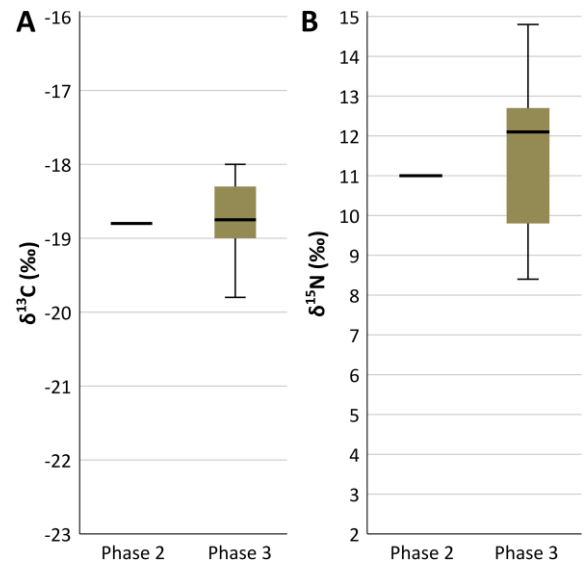 A
-16
-17
-18
-19
-20
-21
-22
-23
δ¹³C (‰)
Phase 2
Phase 3
B
15
14
13
12
11
10
9
8
7
6
5
4
3
2
δ¹⁵N (‰)
Phase 2
Phase 3